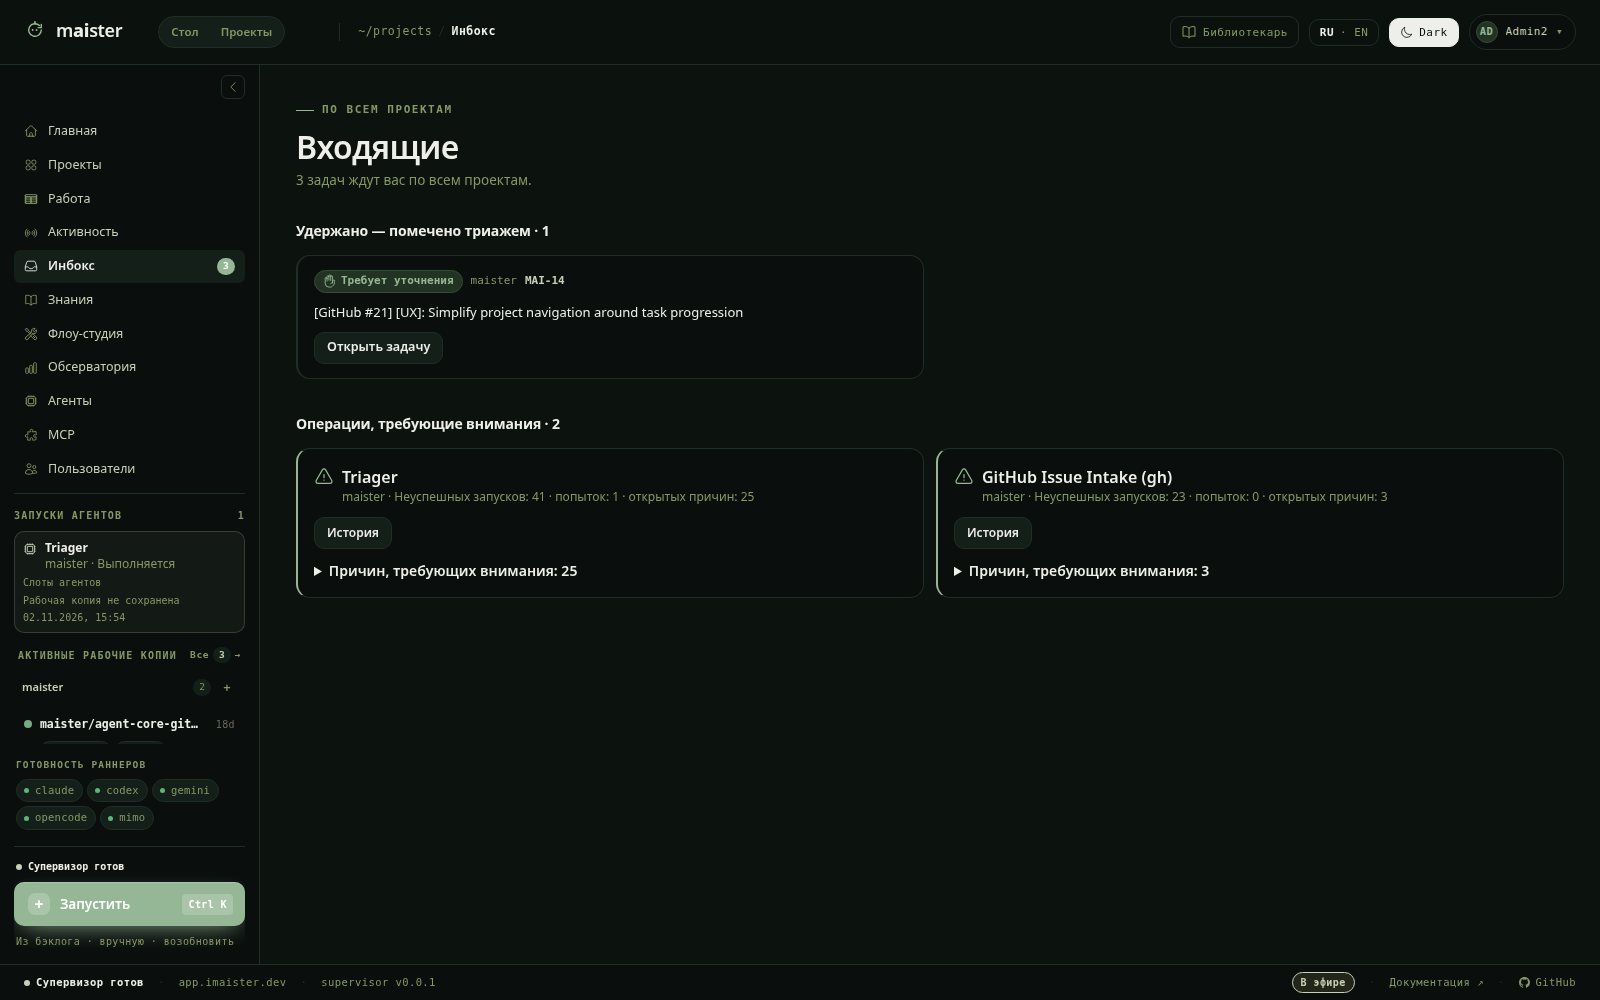 maister
Стол
Проекты
~/projects / Инбокс
Библиотекарь
RU · EN
Dark
AD Admin2 ▾
Главная
Проекты
Работа
Активность
Инбокс 3
Знания
Флоу-студия
Обсерватория
Агенты
MCP
Пользователи
ЗАПУСКИ АГЕНТОВ 1
Triager
maister · Выполняется
Слоты агентов
Рабочая копия не сохранена
02.11.2026, 15:54
АКТИВНЫЕ РАБОЧИЕ КОПИИ Все 3 →
maister 2 +
maister/agent-core-git… 18d
ГОТОВНОСТЬ РАННЕРОВ
claude codex gemini
opencode mimo
Супервизор готов
+ Запустить Ctrl K
Из бэклога · вручную · возобновить
ПО ВСЕМ ПРОЕКТАМ
Входящие
3 задач ждут вас по всем проектам.
Удержано — помечено триажем · 1
Требует уточнения maister MAI-14
[GitHub #21] [UX]: Simplify project navigation around task progression
Открыть задачу
Операции, требующие внимания · 2
Triager
maister · Неуспешных запусков: 41 · попыток: 1 · открытых причин: 25
История
▶ Причин, требующих внимания: 25
GitHub Issue Intake (gh)
maister · Неуспешных запусков: 23 · попыток: 0 · открытых причин: 3
История
▶ Причин, требующих внимания: 3
Супервизор готов · app.imaister.dev · supervisor v0.0.1
В эфире · Документация ↗ · GitHub